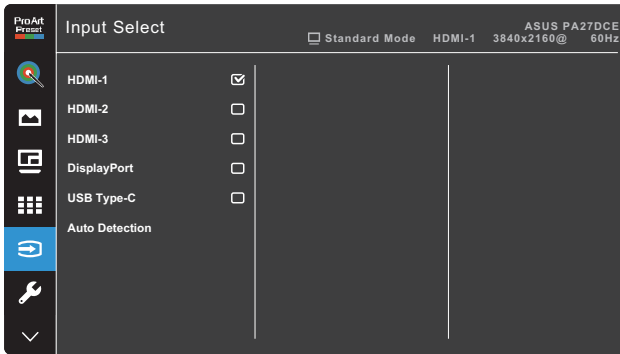 ProArt
Preset
Input Select
ASUS PA27DCE
Standard Mode HDMI-1 3840x2160@ 60Hz
HDMI-1
HDMI-2
HDMI-3
DisplayPort
USB Type-C
Auto Detection